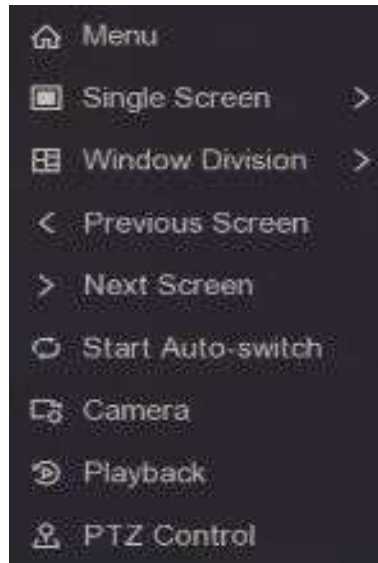 Menu
Single Screen
Window Division
Previous Screen
Next Screen
Start Auto-switch
Camera
Playback
PTZ Control